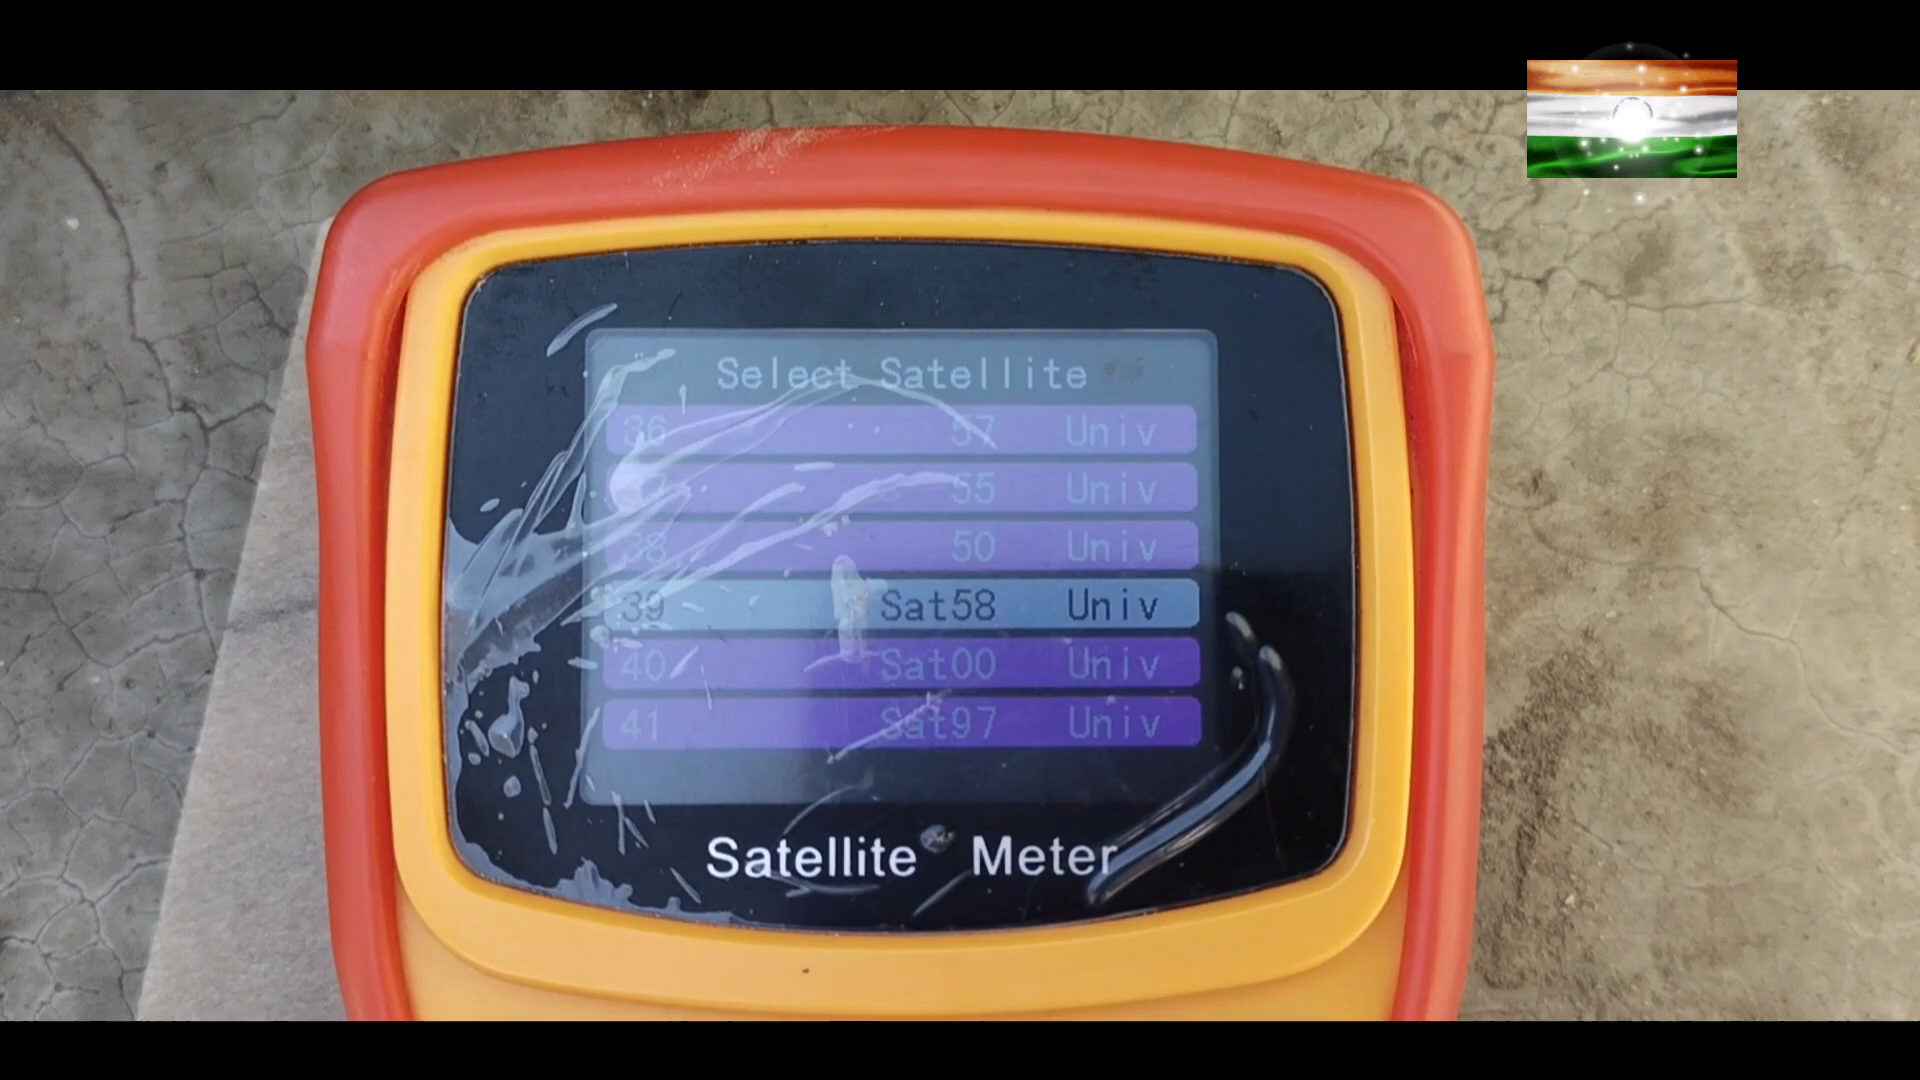 Select Satellite
36 57 Univ
37 55 Univ
38 50 Univ
39 Sat58 Univ
40 Sat00 Univ
41 Sat97 Univ
Satellite Meter